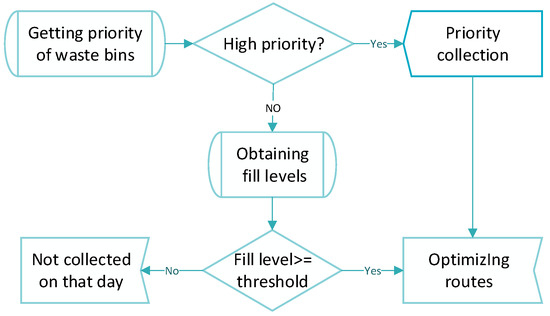 Getting priority
of waste bins
High priority?
Yes
Priority
collection
NO
Obtaining
fill levels
Not collected
on that day
No
Fill level>=
threshold
Yes
OptimizIng
routes